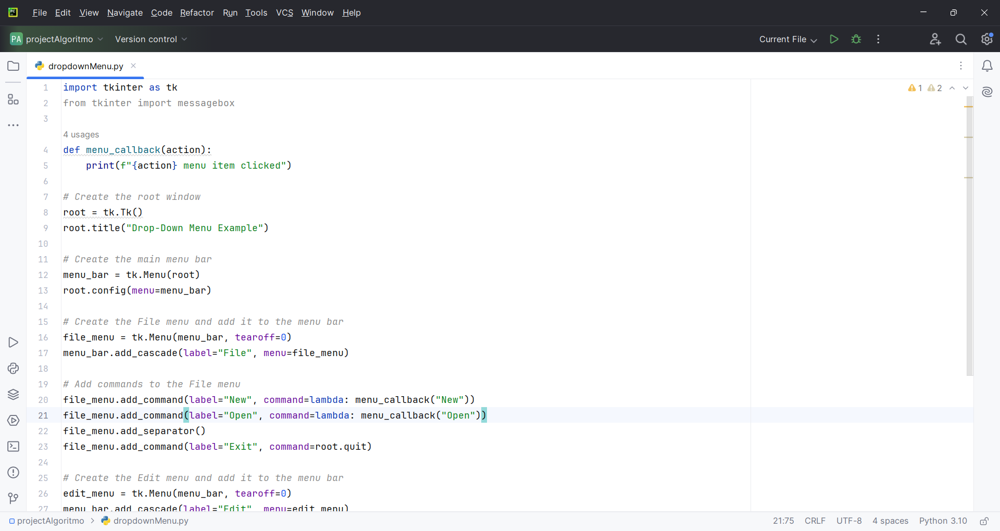 File Edit View Navigate Code Refactor Run Tools VCS Window Help
PA projectAlgoritmo Version control Current File
dropdownMenu.py
1 import tkinter as tk
2 from tkinter import messagebox
3
4 usages
4 def menu_callback(action):
5 print(f"{action} menu item clicked")
6
7 # Create the root window
8 root = tk.Tk()
9 root.title("Drop-Down Menu Example")
10
11 # Create the main menu bar
12 menu_bar = tk.Menu(root)
13 root.config(menu=menu_bar)
14
15 # Create the File menu and add it to the menu bar
16 file_menu = tk.Menu(menu_bar, tearoff=0)
17 menu_bar.add_cascade(label="File", menu=file_menu)
18
19 # Add commands to the File menu
20 file_menu.add_command(label="New", command=lambda: menu_callback("New"))
21 file_menu.add_command(label="Open", command=lambda: menu_callback("Open"))
22 file_menu.add_separator()
23 file_menu.add_command(label="Exit", command=root.quit)
24
25 # Create the Edit menu and add it to the menu bar
26 edit_menu = tk.Menu(menu_bar, tearoff=0)
27 menu_bar.add_cascade(label="Edit", menu=edit_menu)
1 2
projectAlgoritmo > dropdownMenu.py 21:75 CRLF UTF-8 4 spaces Python 3.10